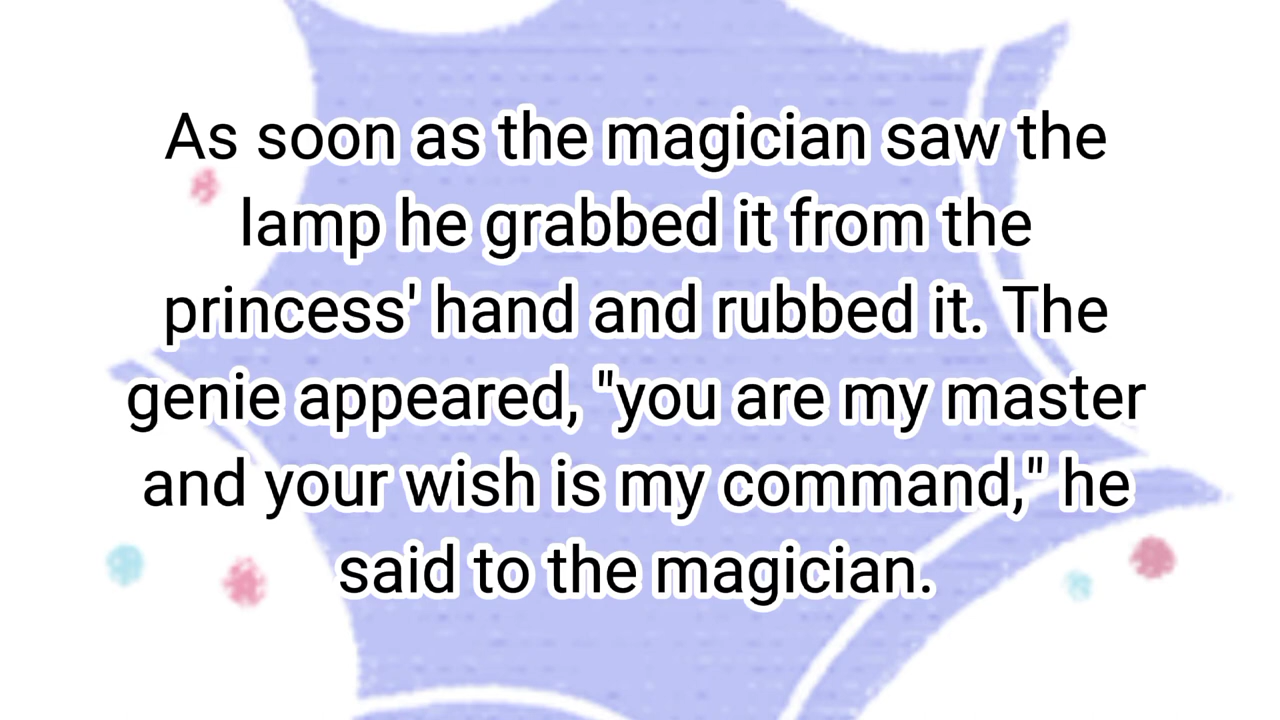 As soon as the magician saw the
lamp he grabbed it from the
princess' hand and rubbed it. The
genie appeared, "you are my master
and your wish is my command," he
said to the magician.